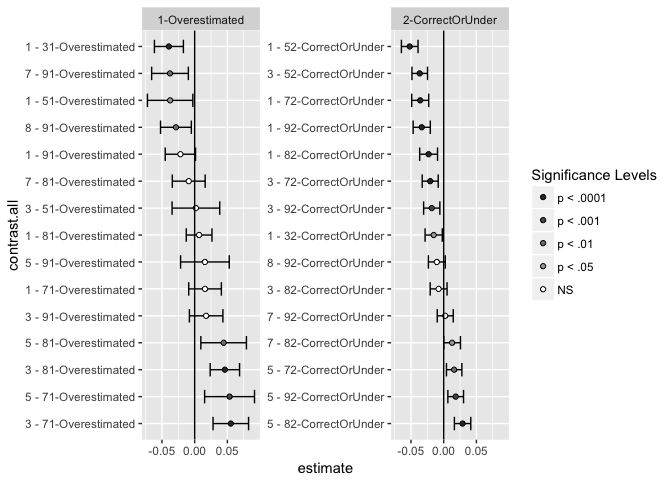 1-Overestimated
2-CorrectOrUnder
contrast.all
1 - 31-Overestimated
7 - 91-Overestimated
1 - 51-Overestimated
8 - 91-Overestimated
1 - 91-Overestimated
7 - 81-Overestimated
3 - 51-Overestimated
1 - 81-Overestimated
5 - 91-Overestimated
1 - 71-Overestimated
3 - 91-Overestimated
5 - 81-Overestimated
3 - 81-Overestimated
5 - 71-Overestimated
3 - 71-Overestimated
-0.05 0.00 0.05
1 - 52-CorrectOrUnder
3 - 52-CorrectOrUnder
1 - 72-CorrectOrUnder
1 - 92-CorrectOrUnder
1 - 82-CorrectOrUnder
3 - 72-CorrectOrUnder
3 - 92-CorrectOrUnder
1 - 32-CorrectOrUnder
8 - 92-CorrectOrUnder
3 - 82-CorrectOrUnder
7 - 92-CorrectOrUnder
7 - 82-CorrectOrUnder
5 - 72-CorrectOrUnder
5 - 92-CorrectOrUnder
5 - 82-CorrectOrUnder
-0.05 0.00 0.05
estimate
Significance Levels
p < .0001
p < .001
p < .01
p < .05
NS